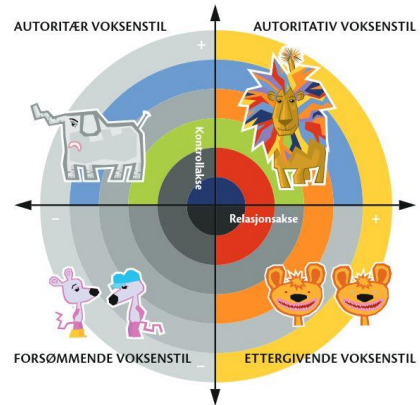 AUTORITÆR VOKSENSTIL
AUTORITATIV VOKSENSTIL
+
Kontrollakse
Relasjonsakse
–
+
FORSØMMENDE VOKSENSTIL
ETTERGIVENDE VOKSENSTIL
–